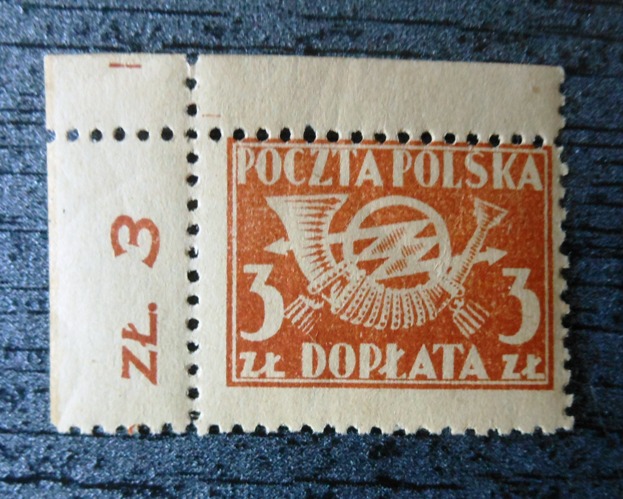 POCZTA POLSKA
3 3
ZŁ DOPŁATA ZŁ
ZŁ. 3